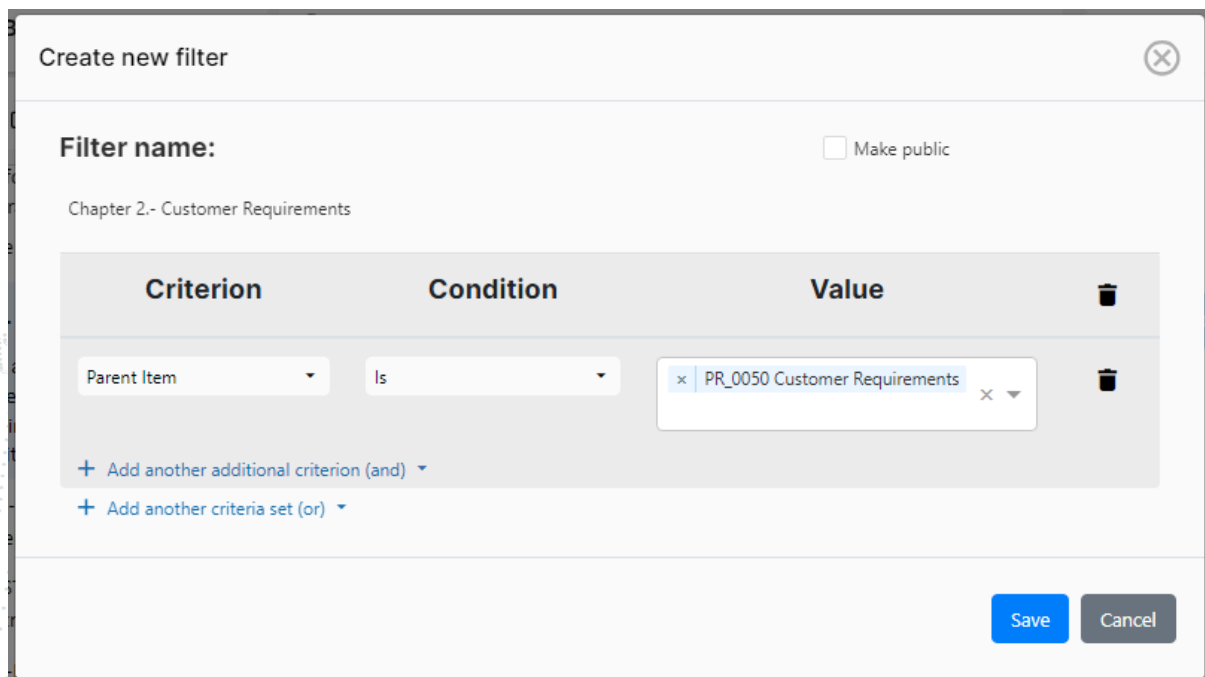 Create new filter
Filter name:
Make public
Chapter 2.- Customer Requirements
Criterion Condition Value
Parent Item Is × PR_0050 Customer Requirements ×
+ Add another additional criterion (and)
+ Add another criteria set (or)
Save Cancel